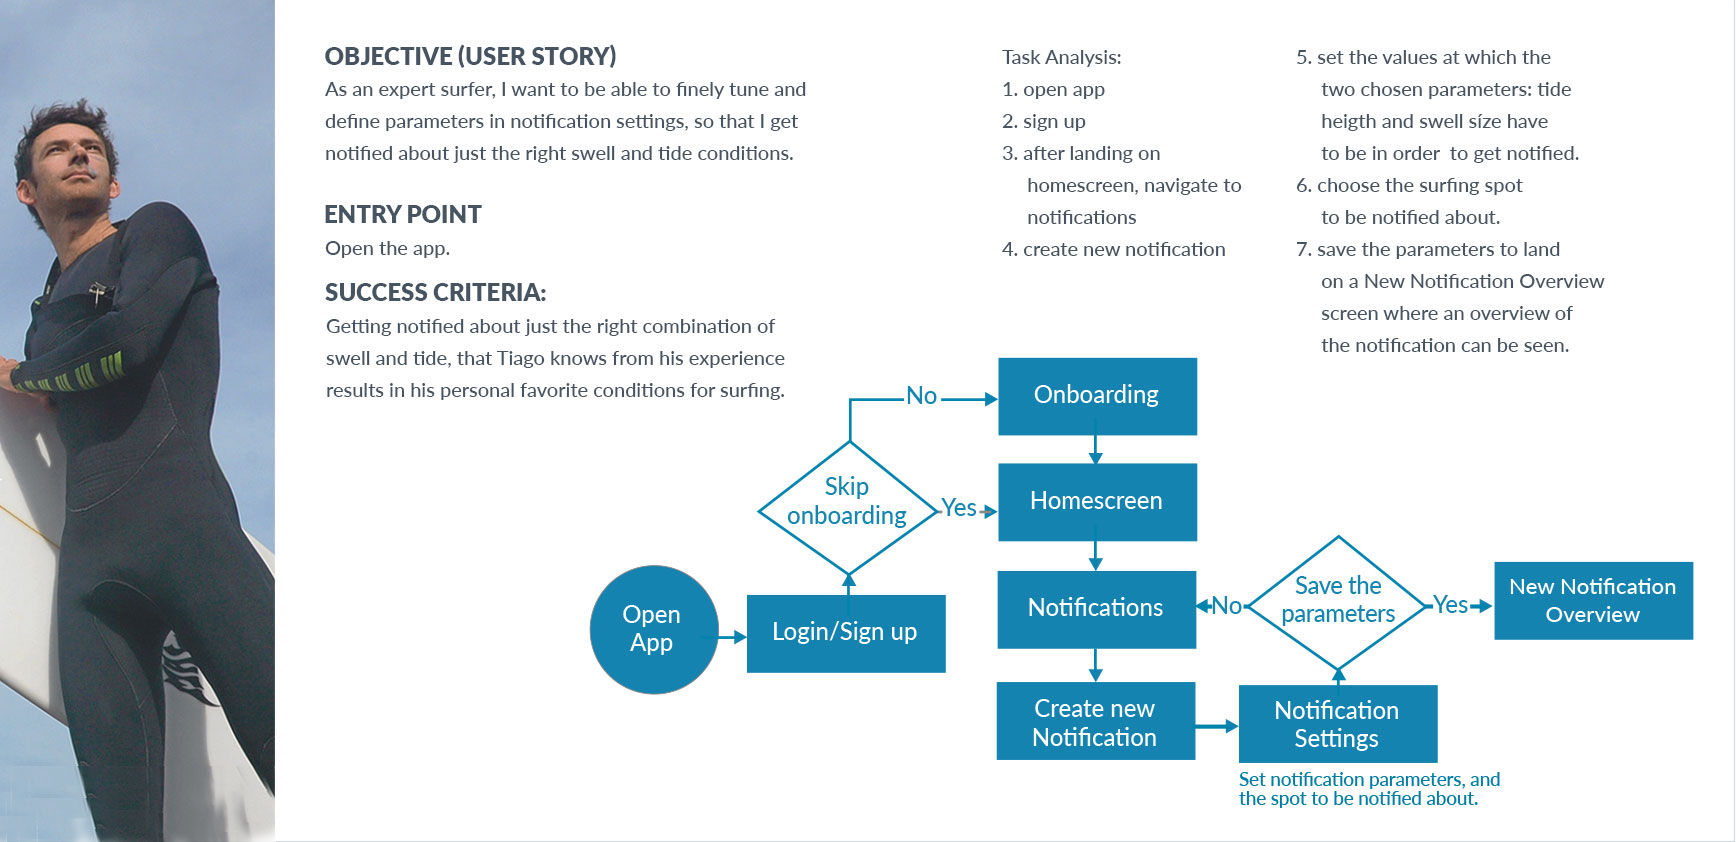 OBJECTIVE (USER STORY)
As an expert surfer, I want to be able to finely tune and
define parameters in notification settings, so that I get
notified about just the right swell and tide conditions.
ENTRY POINT
Open the app.
SUCCESS CRITERIA:
Getting notified about just the right combination of
swell and tide, that Tiago knows from his experience
results in his personal favorite conditions for surfing.
Task Analysis:
1. open app
2. sign up
3. after landing on
homescreen, navigate to
notifications
4. create new notification
5. set the values at which the
two chosen parameters: tide
heigth and swell síze have
to be in order to get notified.
6. choose the surfing spot
to be notified about.
7. save the parameters to land
on a New Notification Overview
screen where an overview of
the notification can be seen.
Open
App
Login/Sign up
Skip
onboarding
No
Yes
Onboarding
Homescreen
Notifications
Create new
Notification
Notification
Settings
Set notification parameters, and
the spot to be notified about.
Save the
parameters
No
Yes
New Notification
Overview